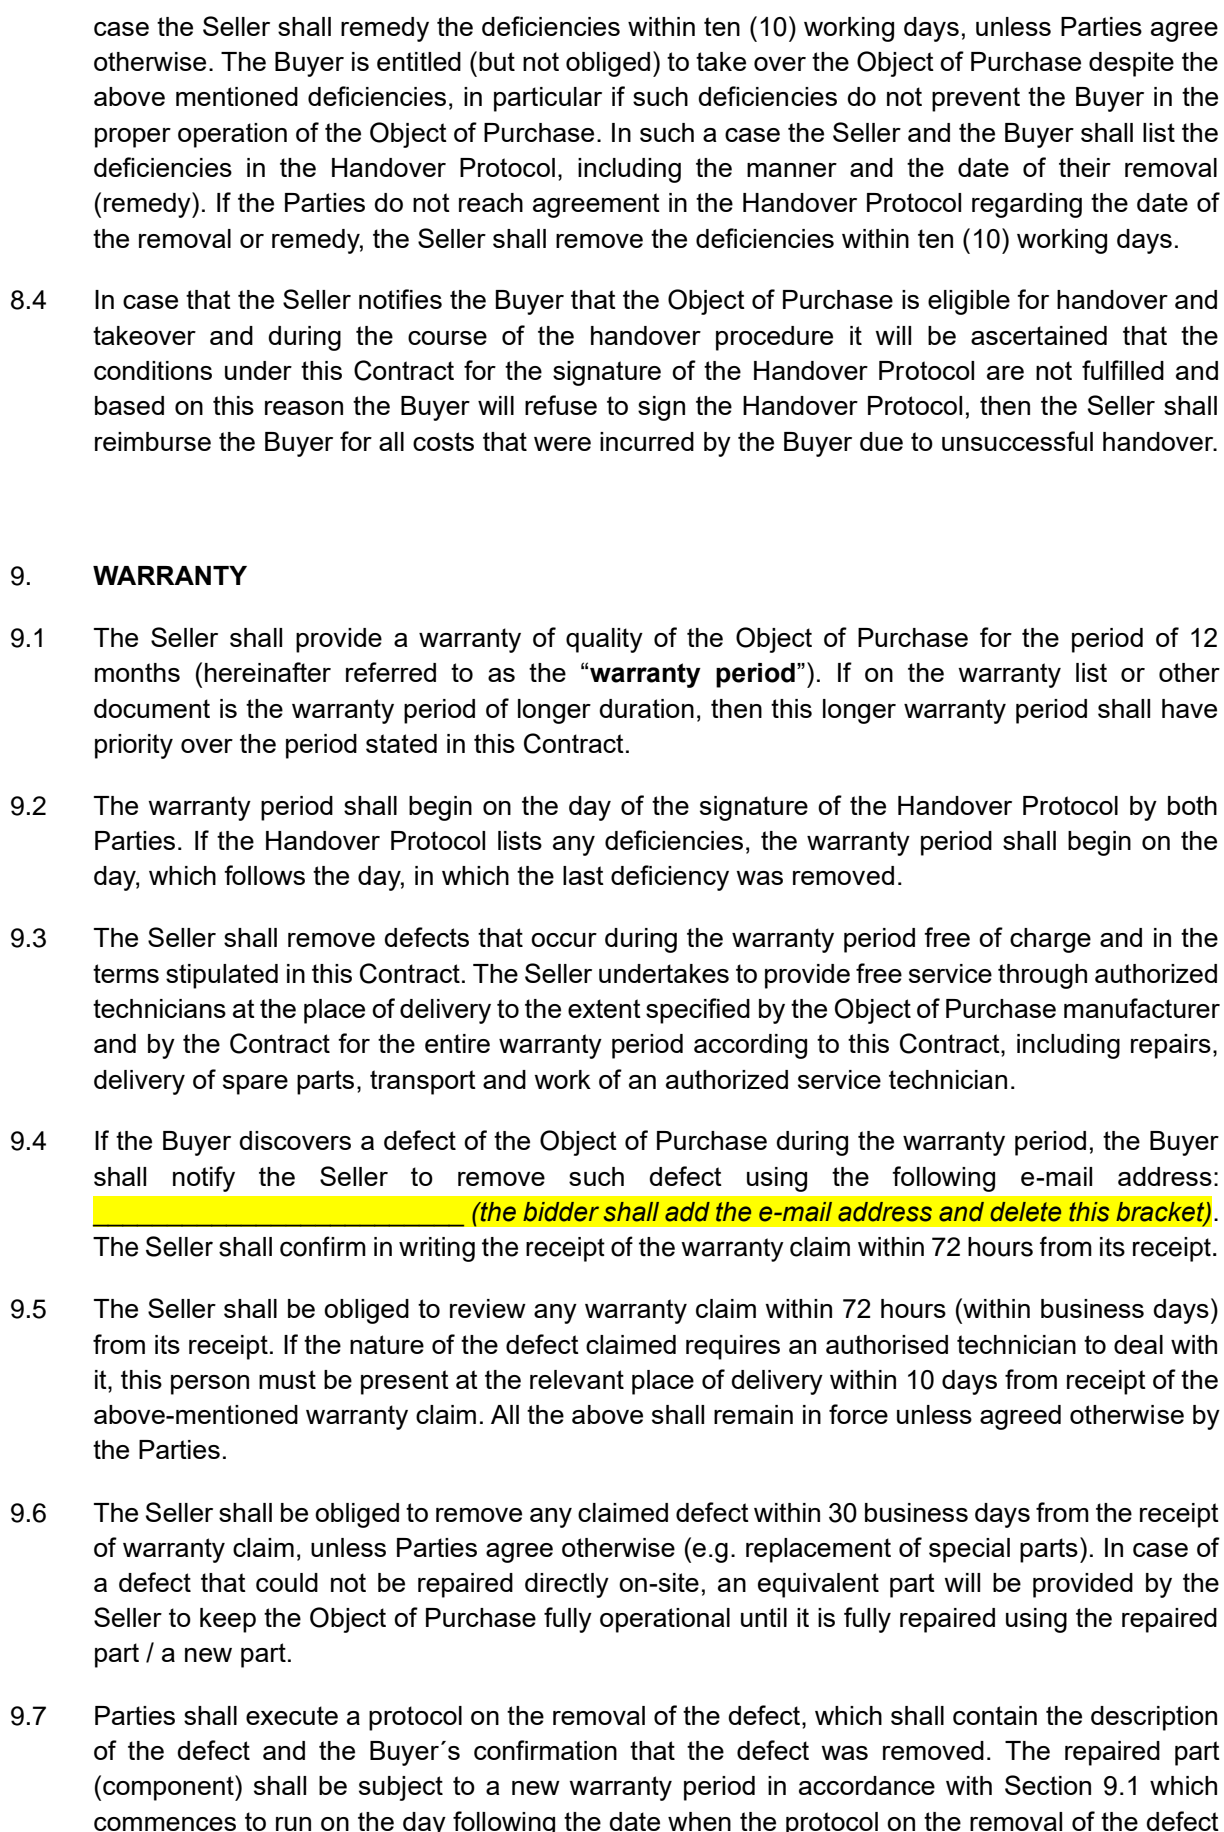 case the Seller shall remedy the deficiencies within ten (10) working days, unless Parties agree
otherwise. The Buyer is entitled (but not obliged) to take over the Object of Purchase despite the
above mentioned deficiencies, in particular if such deficiencies do not prevent the Buyer in the
proper operation of the Object of Purchase. In such a case the Seller and the Buyer shall list the
deficiencies in the Handover Protocol, including the manner and the date of their removal
(remedy). If the Parties do not reach agreement in the Handover Protocol regarding the date of
the removal or remedy, the Seller shall remove the deficiencies within ten (10) working days.
8.4 In case that the Seller notifies the Buyer that the Object of Purchase is eligible for handover and
takeover and during the course of the handover procedure it will be ascertained that the
conditions under this Contract for the signature of the Handover Protocol are not fulfilled and
based on this reason the Buyer will refuse to sign the Handover Protocol, then the Seller shall
reimburse the Buyer for all costs that were incurred by the Buyer due to unsuccessful handover.
9. WARRANTY
9.1 The Seller shall provide a warranty of quality of the Object of Purchase for the period of 12
months (hereinafter referred to as the “warranty period”). If on the warranty list or other
document is the warranty period of longer duration, then this longer warranty period shall have
priority over the period stated in this Contract.
9.2 The warranty period shall begin on the day of the signature of the Handover Protocol by both
Parties. If the Handover Protocol lists any deficiencies, the warranty period shall begin on the
day, which follows the day, in which the last deficiency was removed.
9.3 The Seller shall remove defects that occur during the warranty period free of charge and in the
terms stipulated in this Contract. The Seller undertakes to provide free service through authorized
technicians at the place of delivery to the extent specified by the Object of Purchase manufacturer
and by the Contract for the entire warranty period according to this Contract, including repairs,
delivery of spare parts, transport and work of an authorized service technician.
9.4 If the Buyer discovers a defect of the Object of Purchase during the warranty period, the Buyer
shall notify the Seller to remove such defect using the following e-mail address:
__________________________ (the bidder shall add the e-mail address and delete this bracket).
The Seller shall confirm in writing the receipt of the warranty claim within 72 hours from its receipt.
9.5 The Seller shall be obliged to review any warranty claim within 72 hours (within business days)
from its receipt. If the nature of the defect claimed requires an authorised technician to deal with
it, this person must be present at the relevant place of delivery within 10 days from receipt of the
above-mentioned warranty claim. All the above shall remain in force unless agreed otherwise by
the Parties.
9.6 The Seller shall be obliged to remove any claimed defect within 30 business days from the receipt
of warranty claim, unless Parties agree otherwise (e.g. replacement of special parts). In case of
a defect that could not be repaired directly on-site, an equivalent part will be provided by the
Seller to keep the Object of Purchase fully operational until it is fully repaired using the repaired
part / a new part.
9.7 Parties shall execute a protocol on the removal of the defect, which shall contain the description
of the defect and the Buyer´s confirmation that the defect was removed. The repaired part
(component) shall be subject to a new warranty period in accordance with Section 9.1 which
commences to run on the day following the date when the protocol on the removal of the defect